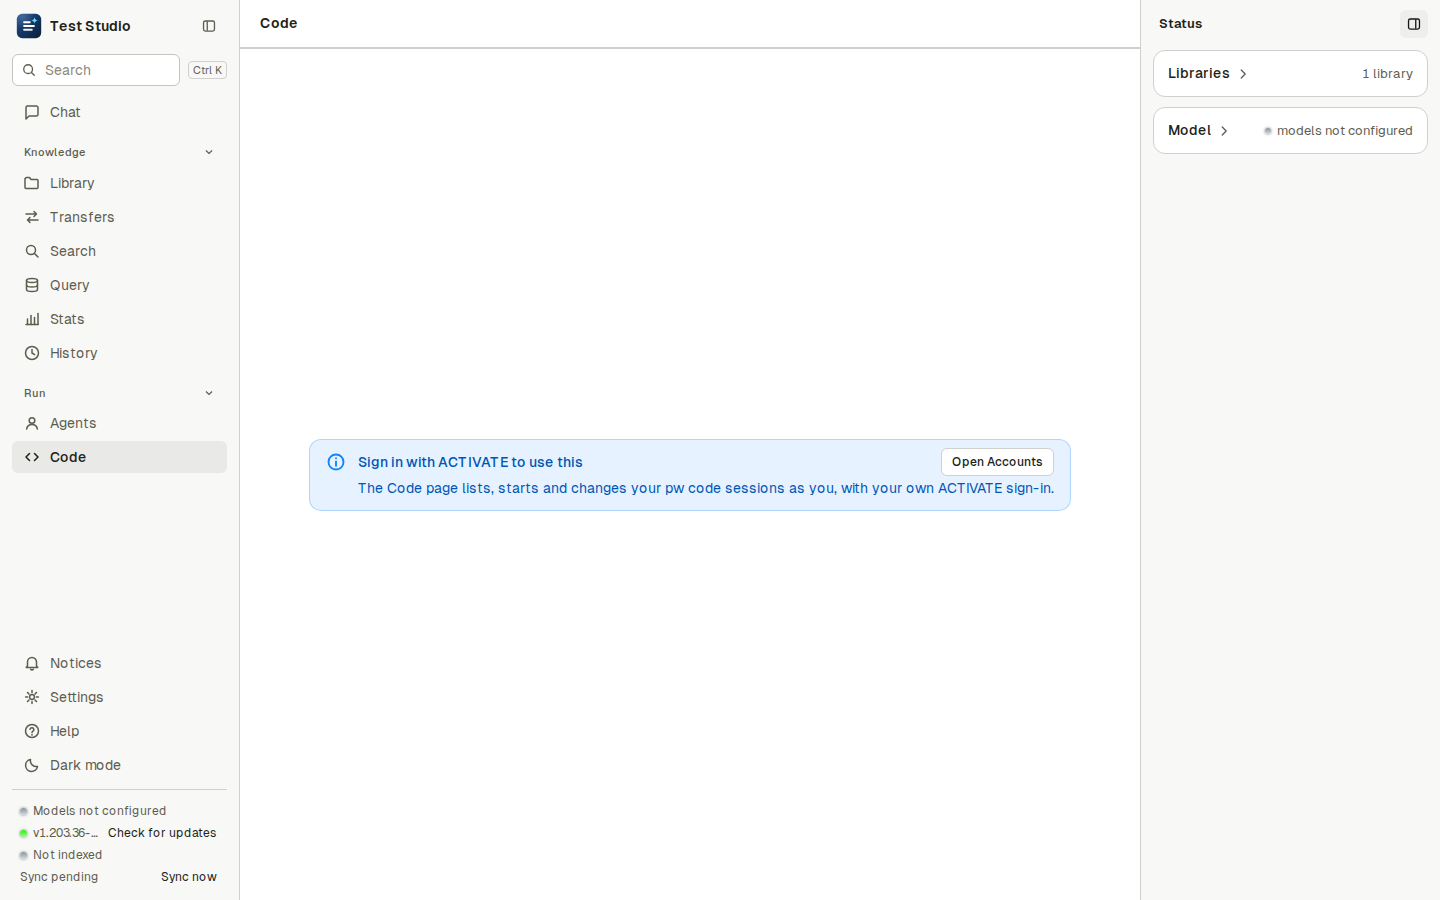 Test Studio
Search
Ctrl K
Chat
Knowledge
Library
Transfers
Search
Query
Stats
History
Run
Agents
Code
Notices
Settings
Help
Dark mode
Models not configured
v1.203.36-... Check for updates
Not indexed
Sync pending Sync now
Code
Sign in with ACTIVATE to use this
Open Accounts
The Code page lists, starts and changes your pw code sessions as you, with your own ACTIVATE sign-in.
Status
Libraries 1 library
Model models not configured